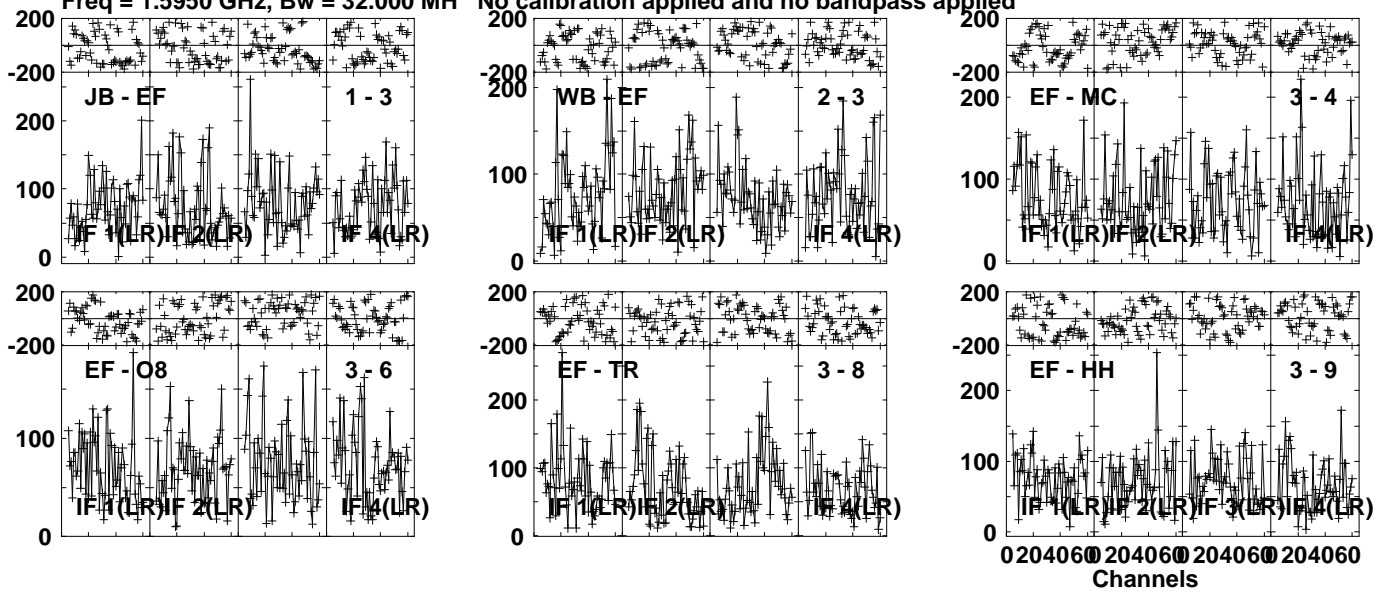 Freq = 1.5950 GHz, Bw = 32.000 MH No calibration applied and no bandpass applied
200
-200
JB - EF 1 - 3
200
100
0
IF 1(LR) IF 2(LR) IF 4(LR)
200
-200
WB - EF 2 - 3
200
100
0
IF 1(LR) IF 2(LR) IF 4(LR)
200
-200
EF - MC 3 - 4
200
100
0
IF 1(LR) IF 2(LR) IF 4(LR)
200
-200
EF - O8 3 - 6
100
0
IF 1(LR) IF 2(LR) IF 4(LR)
200
-200
EF - TR 3 - 8
200
100
0
IF 1(LR) IF 2(LR) IF 4(LR)
200
-200
EF - HH 3 - 9
200
100
0
IF 1(LR) IF 2(LR) IF 3(LR) IF 4(LR)
0 20 40 60 0 20 40 60 0 20 40 60 0 20 40 60
Channels